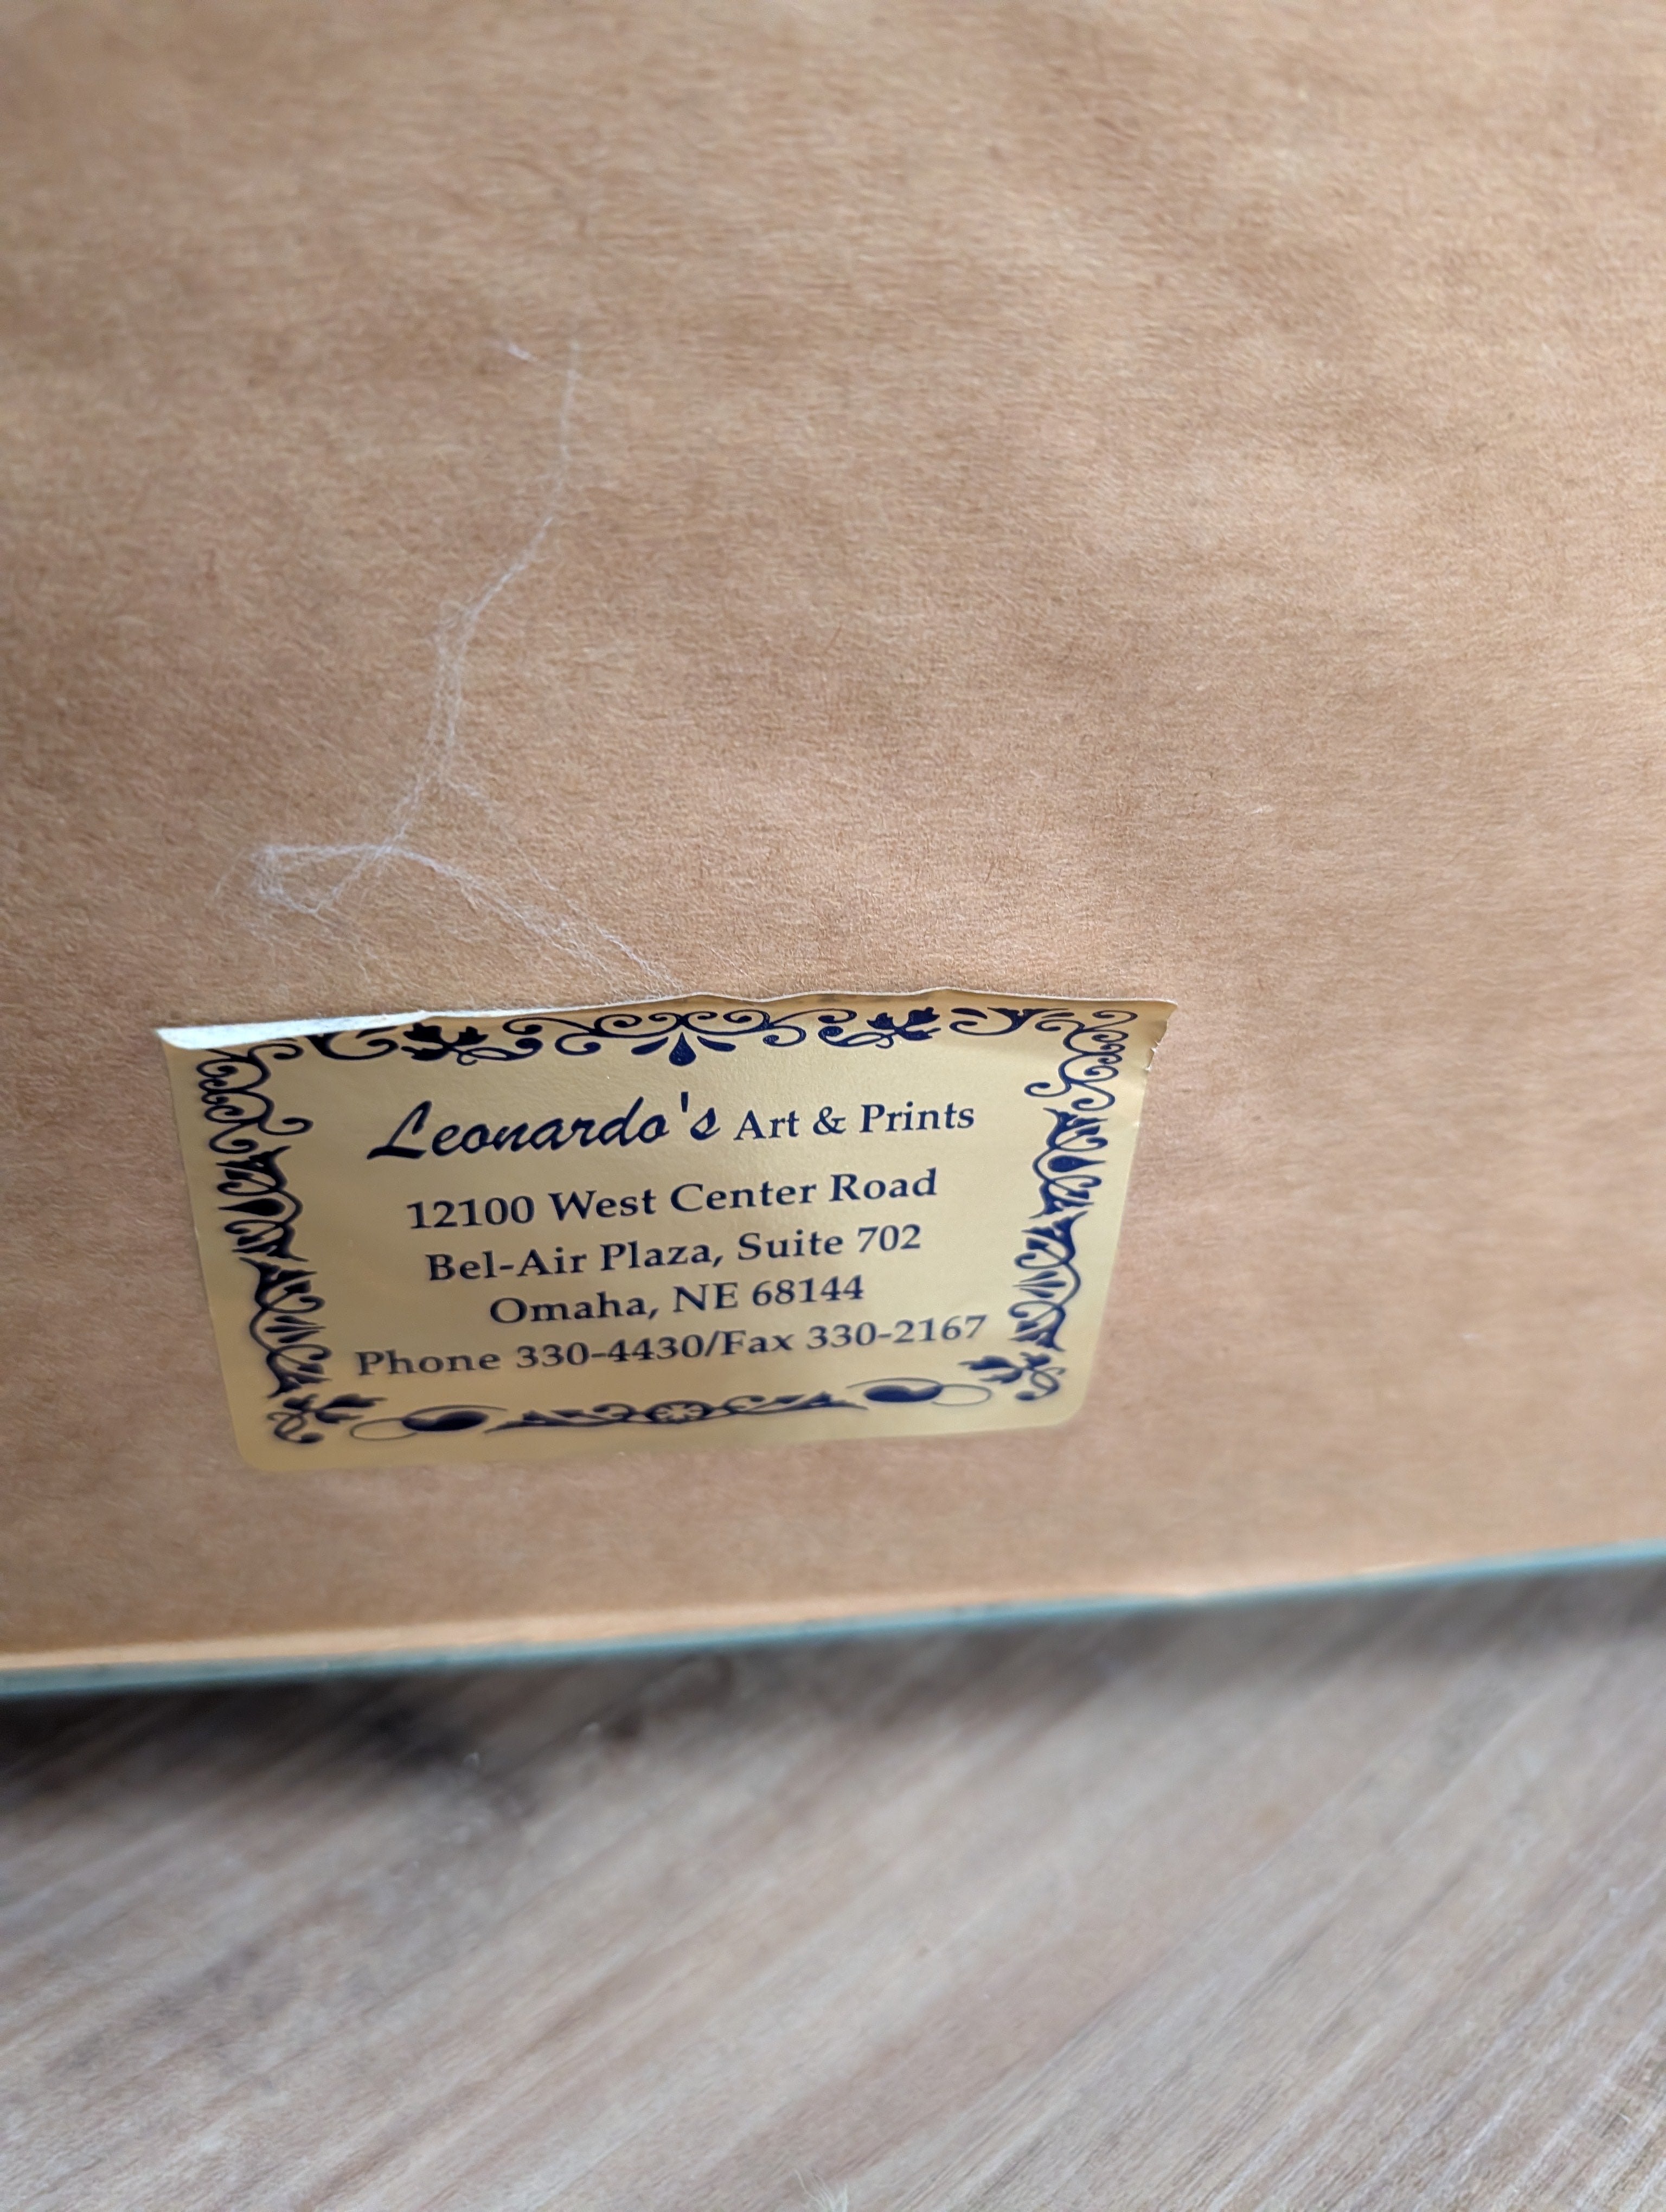 Leonardo's Art & Prints
12100 West Center Road
Bel-Air Plaza, Suite 702
Omaha, NE 68144
Phone 330-4430/Fax 330-2167